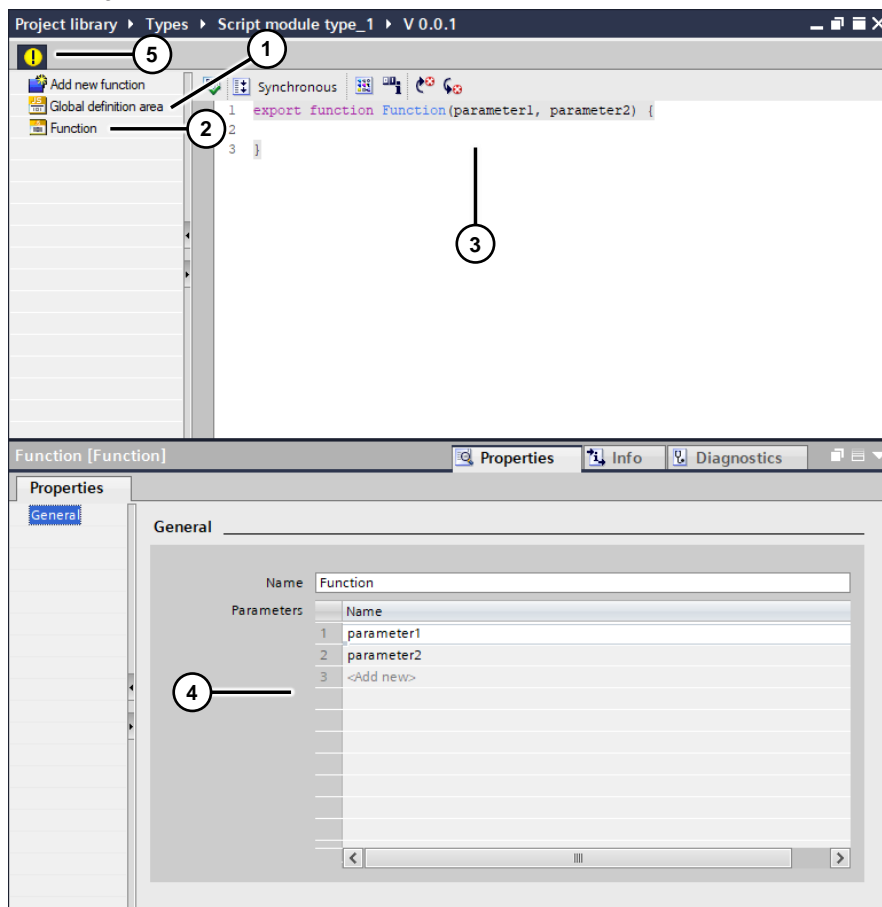 Project library ▸ Types ▸ Script module type_1 ▸ V 0.0.1
5
1
Add new function
Synchronous
Global definition area
1 export function Function(parameter1, parameter2) {
Function
2
2
3 }
3
Function [Function]
Properties
Info
Diagnostics
Properties
General
General
Name
Function
Parameters
Name
1 parameter1
2 parameter2
3 <Add new>
4